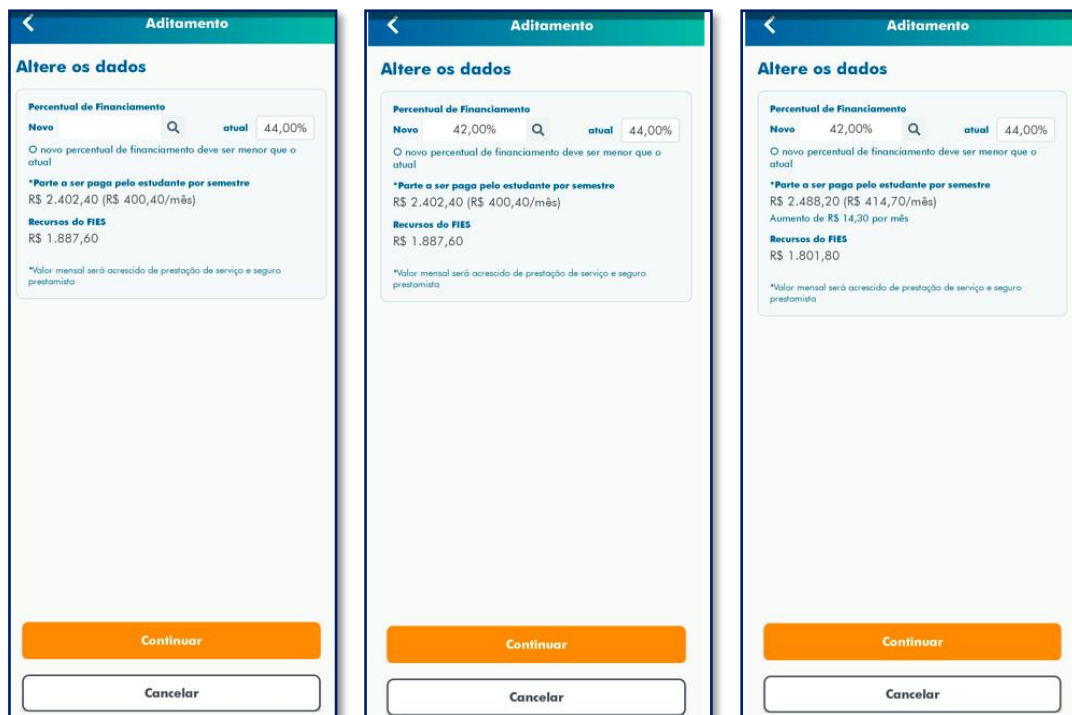 Aditamento
Altere os dados
Percentual de Financiamento
Novo atual 44,00%
O novo percentual de financiamento deve ser menor que o
atual
*Parte a ser paga pelo estudante por semestre
R$ 2.402,40 (R$ 400,40/mês)
Recursos do FIES
R$ 1.887,60
*Valor mensal será acrescido de prestação de serviço e seguro
prestamista
Continuar
Cancelar
Aditamento
Altere os dados
Percentual de Financiamento
Novo 42,00% atual 44,00%
O novo percentual de financiamento deve ser menor que o
atual
*Parte a ser paga pelo estudante por semestre
R$ 2.402,40 (R$ 400,40/mês)
Recursos do FIES
R$ 1.887,60
*Valor mensal será acrescido de prestação de serviço e seguro
prestamista
Continuar
Cancelar
Aditamento
Altere os dados
Percentual de Financiamento
Novo 42,00% atual 44,00%
O novo percentual de financiamento deve ser menor que o
atual
*Parte a ser paga pelo estudante por semestre
R$ 2.488,20 (R$ 414,70/mês)
Aumento de R$ 14,30 por mês
Recursos do FIES
R$ 1.801,80
*Valor mensal será acrescido de prestação de serviço e seguro
prestamista
Continuar
Cancelar